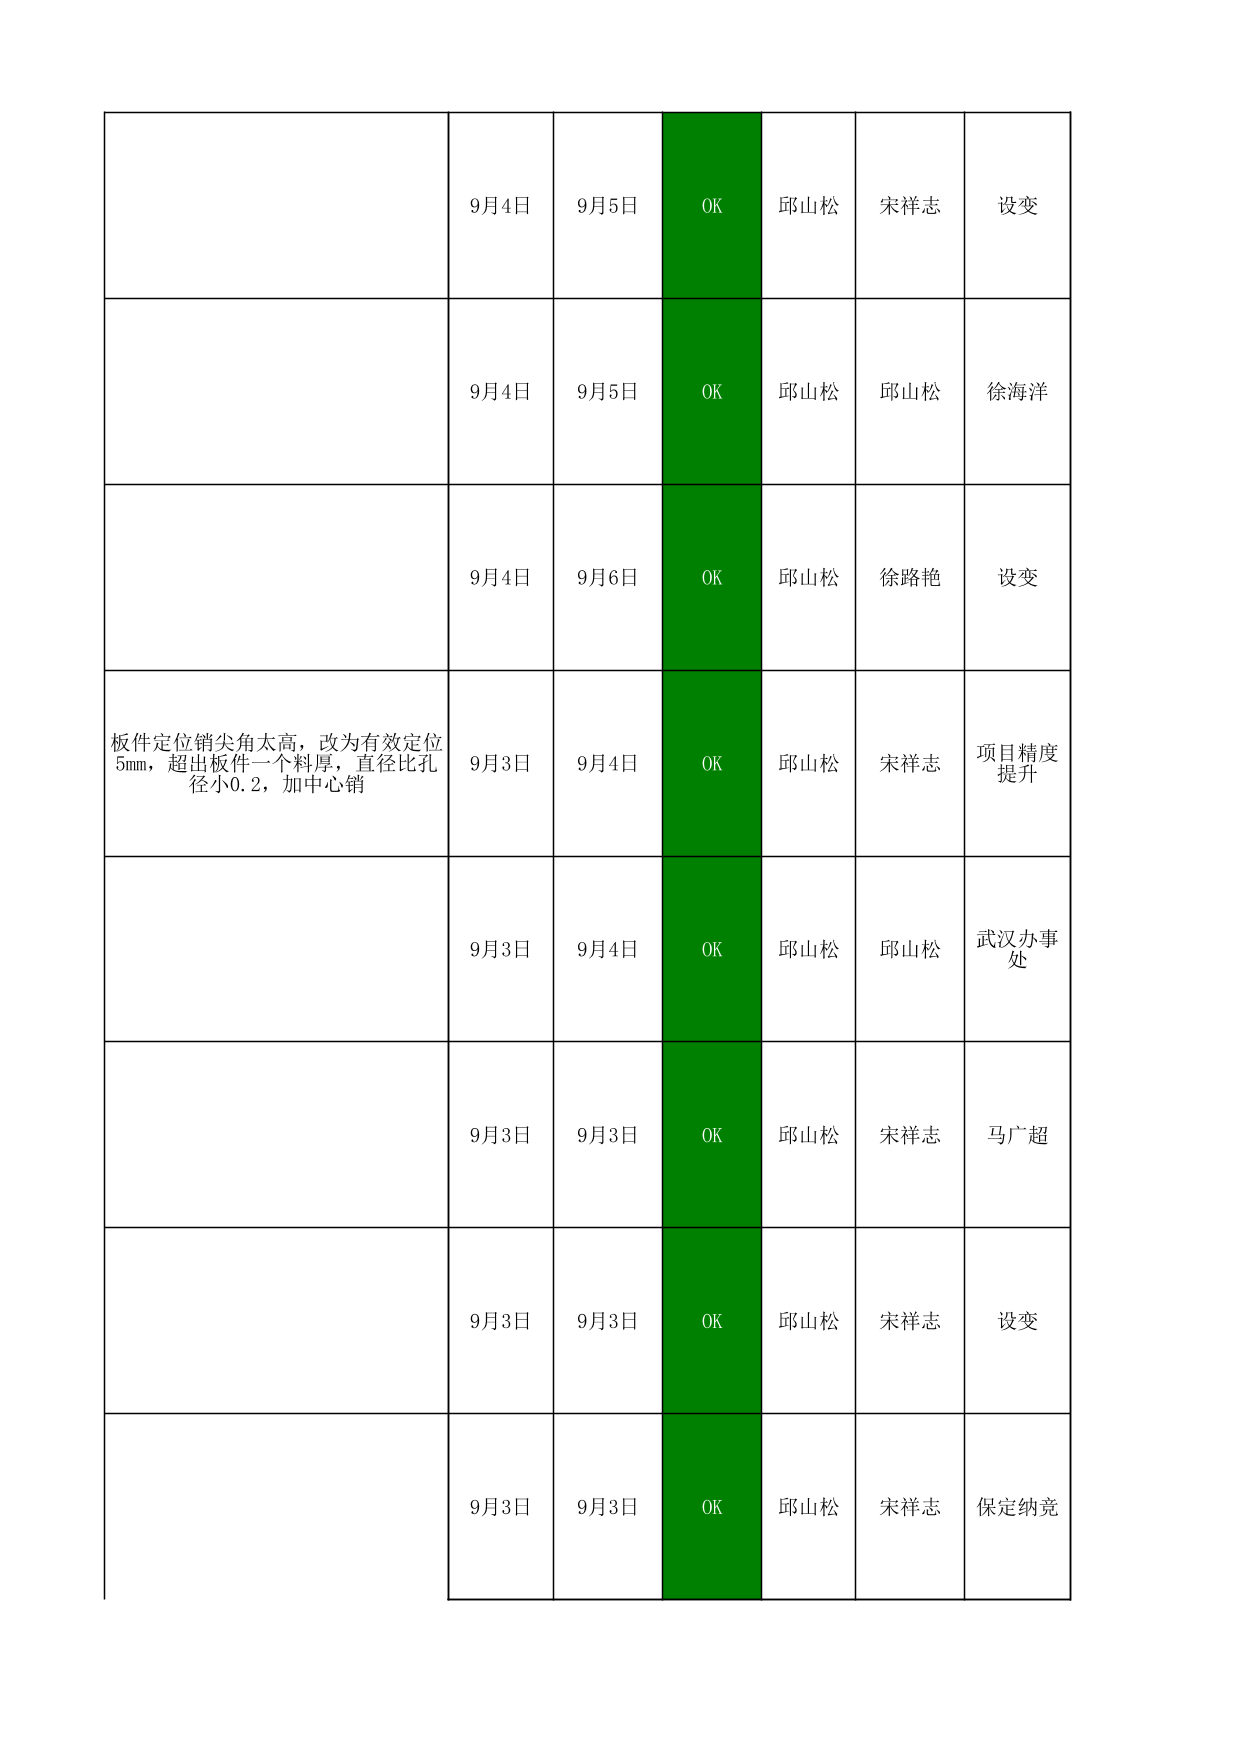 9月4日 9月5日 OK 邱山松 宋祥志 设变
9月4日 9月5日 OK 邱山松 邱山松 徐海洋
9月4日 9月6日 OK 邱山松 徐路艳 设变
板件定位销尖角太高，改为有效定位
5mm，超出板件一个料厚，直径比孔
径小0.2，加中心销
9月3日 9月4日 OK 邱山松 宋祥志
项目精度
提升
9月3日 9月4日 OK 邱山松 邱山松
武汉办事
处
9月3日 9月3日 OK 邱山松 宋祥志 马广超
9月3日 9月3日 OK 邱山松 宋祥志 设变
9月3日 9月3日 OK 邱山松 宋祥志 保定纳竞